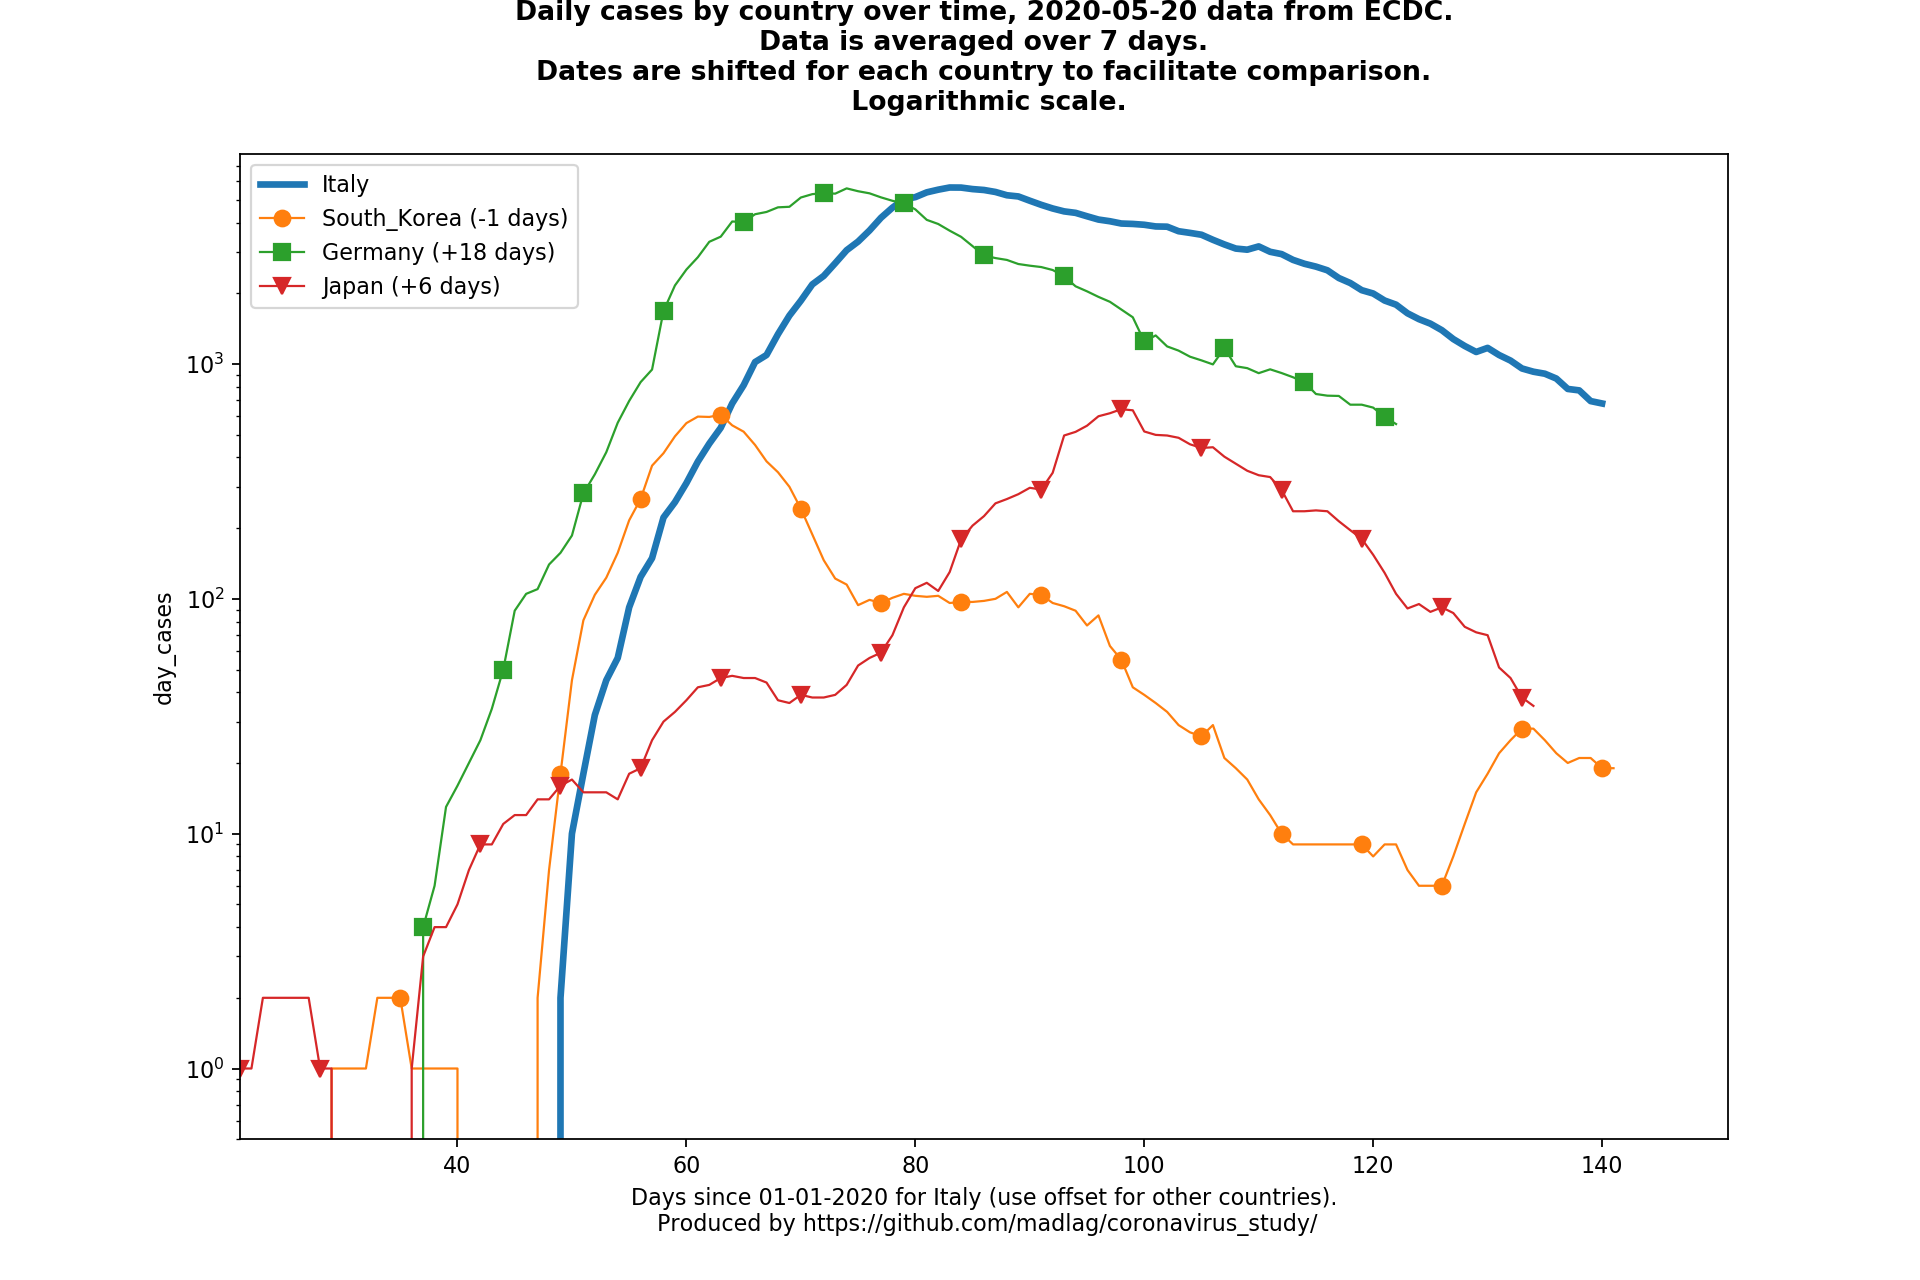 Daily cases by country over time, 2020-05-20 data from ECDC.
Data is averaged over 7 days.
Dates are shifted for each country to facilitate comparison.
Logarithmic scale.
Italy
South_Korea (-1 days)
Germany (+18 days)
Japan (+6 days)
day_cases
10³
10²
10¹
10⁰
40 60 80 100 120 140
Days since 01-01-2020 for Italy (use offset for other countries).
Produced by https://github.com/madlag/coronavirus_study/